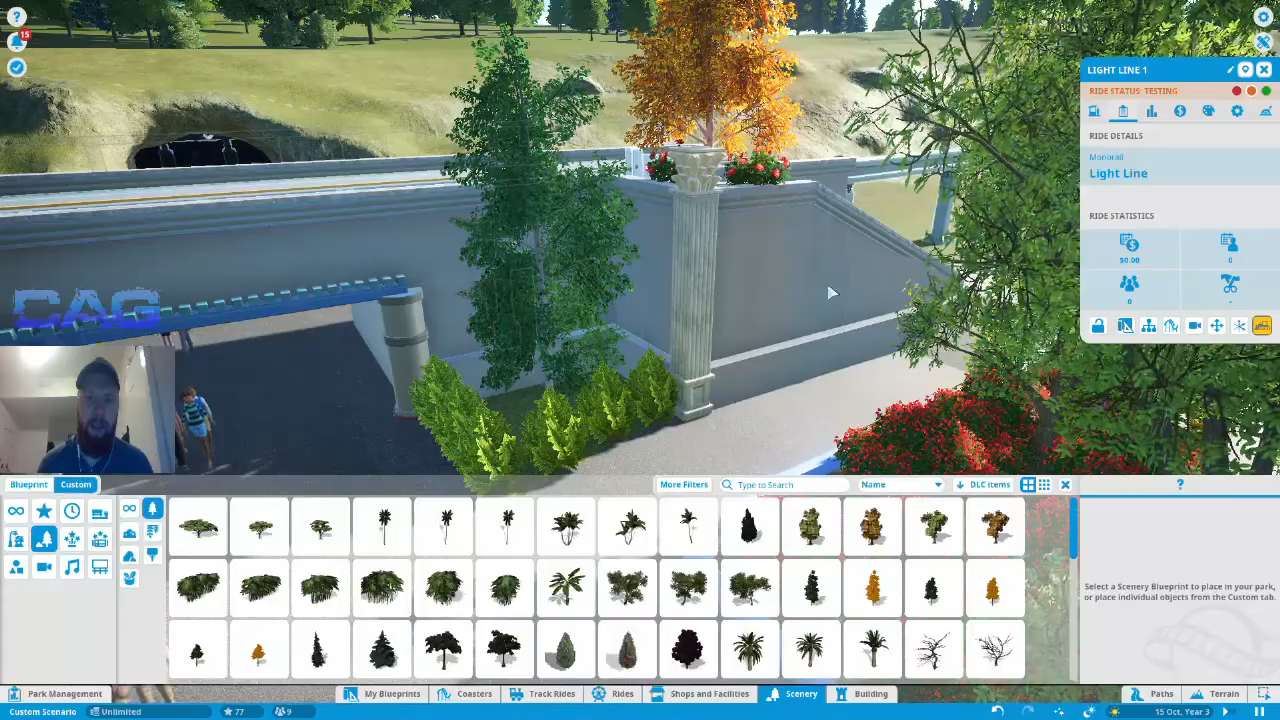 15
LIGHT LINE 1
RIDE STATUS: TESTING
RIDE DETAILS
Monorail
Light Line
RIDE STATISTICS
$0.00
0
0
-
CAG
Blueprint
Custom
More Filters
Type to Search
Name
DLC items
?
Select a Scenery Blueprint to place in your park,
or place individual objects from the Custom tab.
Park Management
My Blueprints
Coasters
Track Rides
Rides
Shops and Facilities
Scenery
Building
Paths
Terrain
Custom Scenario
Unlimited
77
9
15 Oct, Year 3